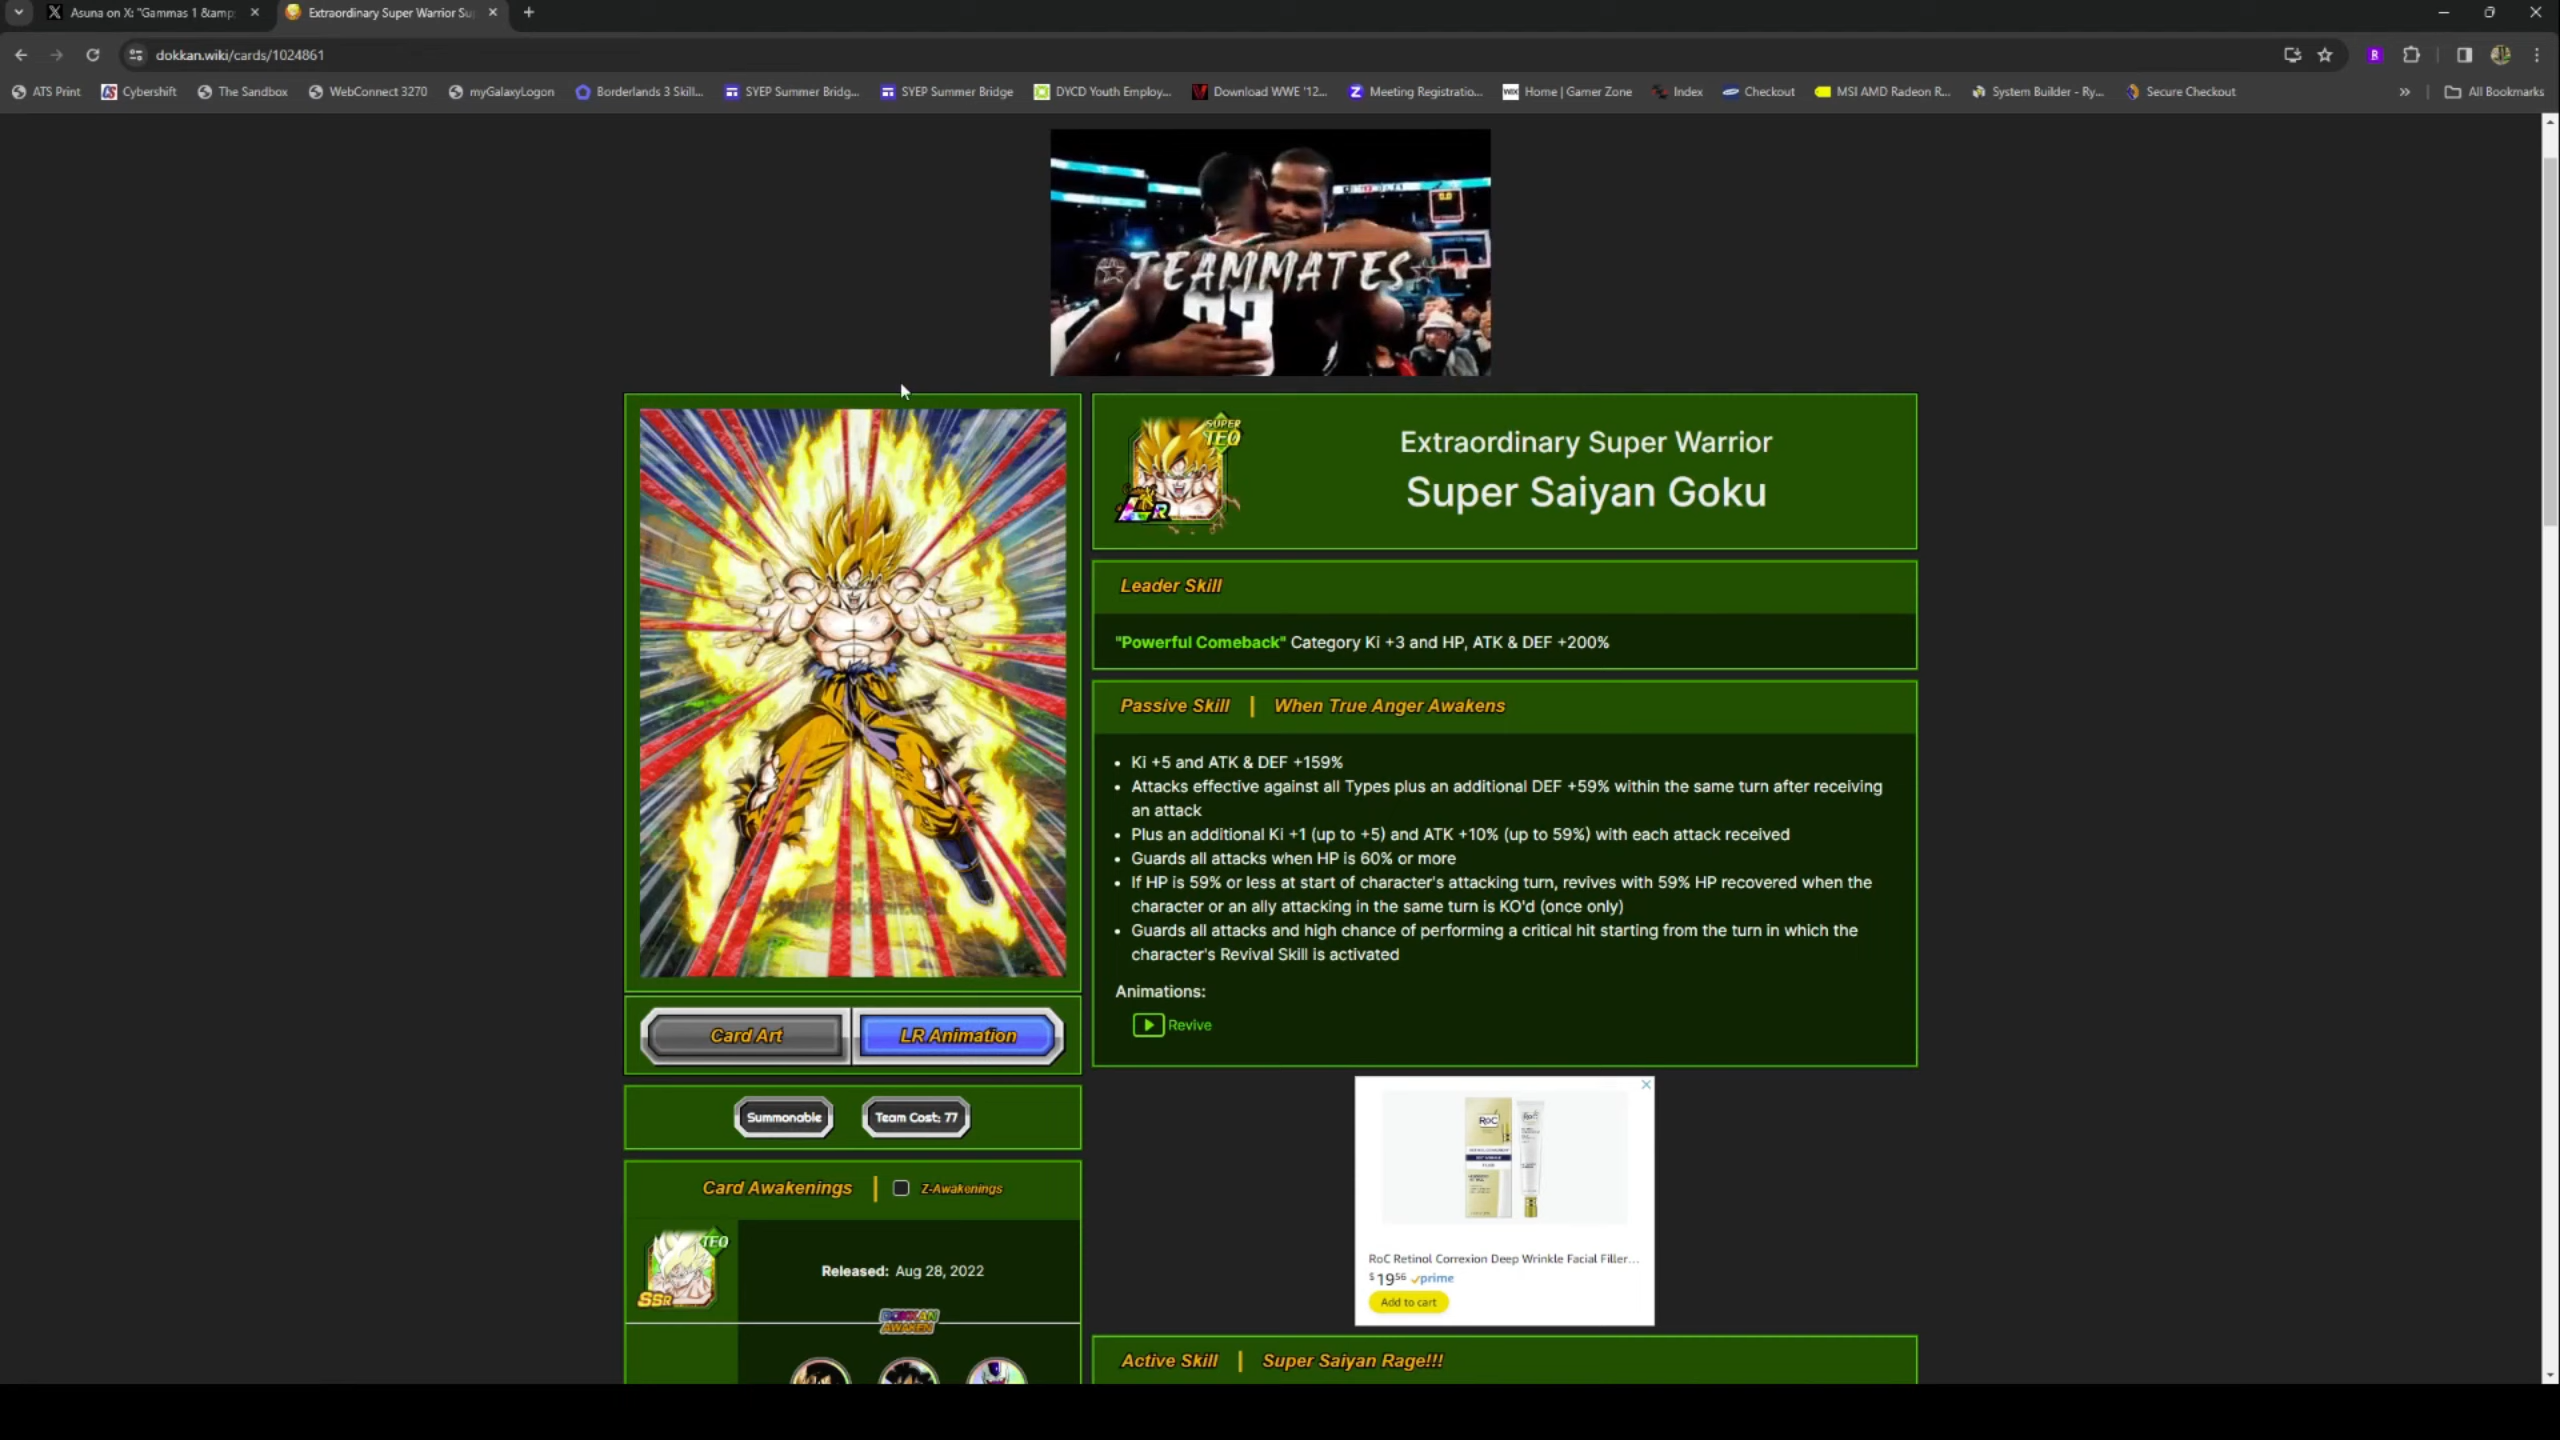 Asuna on X: "Gammas 1 &amp;
Extraordinary Super Warrior Su
dokkan.wiki/cards/1024861
ATS Print
Cybershift
The Sandbox
WebConnect 3270
myGalaxyLogon
Borderlands 3 Skill...
SYEP Summer Bridg...
SYEP Summer Bridge
DYCD Youth Employ...
Download WWE '12...
Meeting Registratio...
Home | Gamer Zone
Index
Checkout
MSI AMD Radeon R...
System Builder - Ry...
Secure Checkout
All Bookmarks
TEAMMATES
SUPER
TEQ
LR
Extraordinary Super Warrior
Super Saiyan Goku
Leader Skill
"Powerful Comeback" Category Ki +3 and HP, ATK & DEF +200%
Passive Skill | When True Anger Awakens
Ki +5 and ATK & DEF +159%
Attacks effective against all Types plus an additional DEF +59% within the same turn after receiving
an attack
Plus an additional Ki +1 (up to +5) and ATK +10% (up to 59%) with each attack received
Guards all attacks when HP is 60% or more
If HP is 59% or less at start of character's attacking turn, revives with 59% HP recovered when the
character or an ally attacking in the same turn is KO'd (once only)
Guards all attacks and high chance of performing a critical hit starting from the turn in which the
character's Revival Skill is activated
Animations:
Revive
Card Art
LR Animation
Summonable
Team Cost: 77
Card Awakenings | Z-Awakenings
TEQ
SSR
Released: Aug 28, 2022
DOKKAN
AWAKEN
RoC
RoC Retinol Correxion Deep Wrinkle Facial Filler...
$1956 prime
Add to cart
Active Skill | Super Saiyan Rage!!!